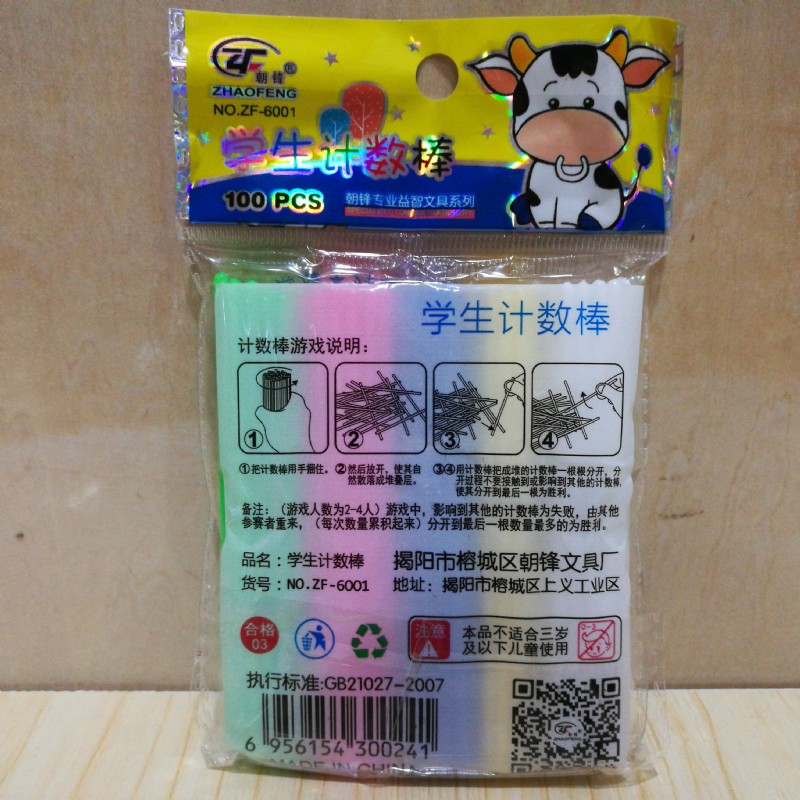 ZF
朝锋®
ZHAOFENG
NO.ZF-6001
学生计数棒
100 PCS
朝锋专业益智文具系列
学生计数棒
计数棒游戏说明：
1
2
3
4
①把计数棒用手捆住。
②然后放开，使其自
然散落成堆叠层。
③④用计数棒把成堆的计数棒一根根分开，分
开过程不要接触到或影响到其他的计数棒，
使其分开到最后一根为胜利。
备注：（游戏人数为2-4人）游戏中，影响到其他的计数棒为失败，由其他
参赛者重来，（每次数量累积起来）分开到最后一根数量最多的为胜利。
品名：学生计数棒
货号：NO.ZF-6001
揭阳市榕城区朝锋文具厂
地址：揭阳市榕城区上义工业区
合格
03
注意
本品不适合三岁
及以下儿童使用
0-3
执行标准:GB21027-2007
6 956154 300241
MADE IN CHINA
ZHAOFENG